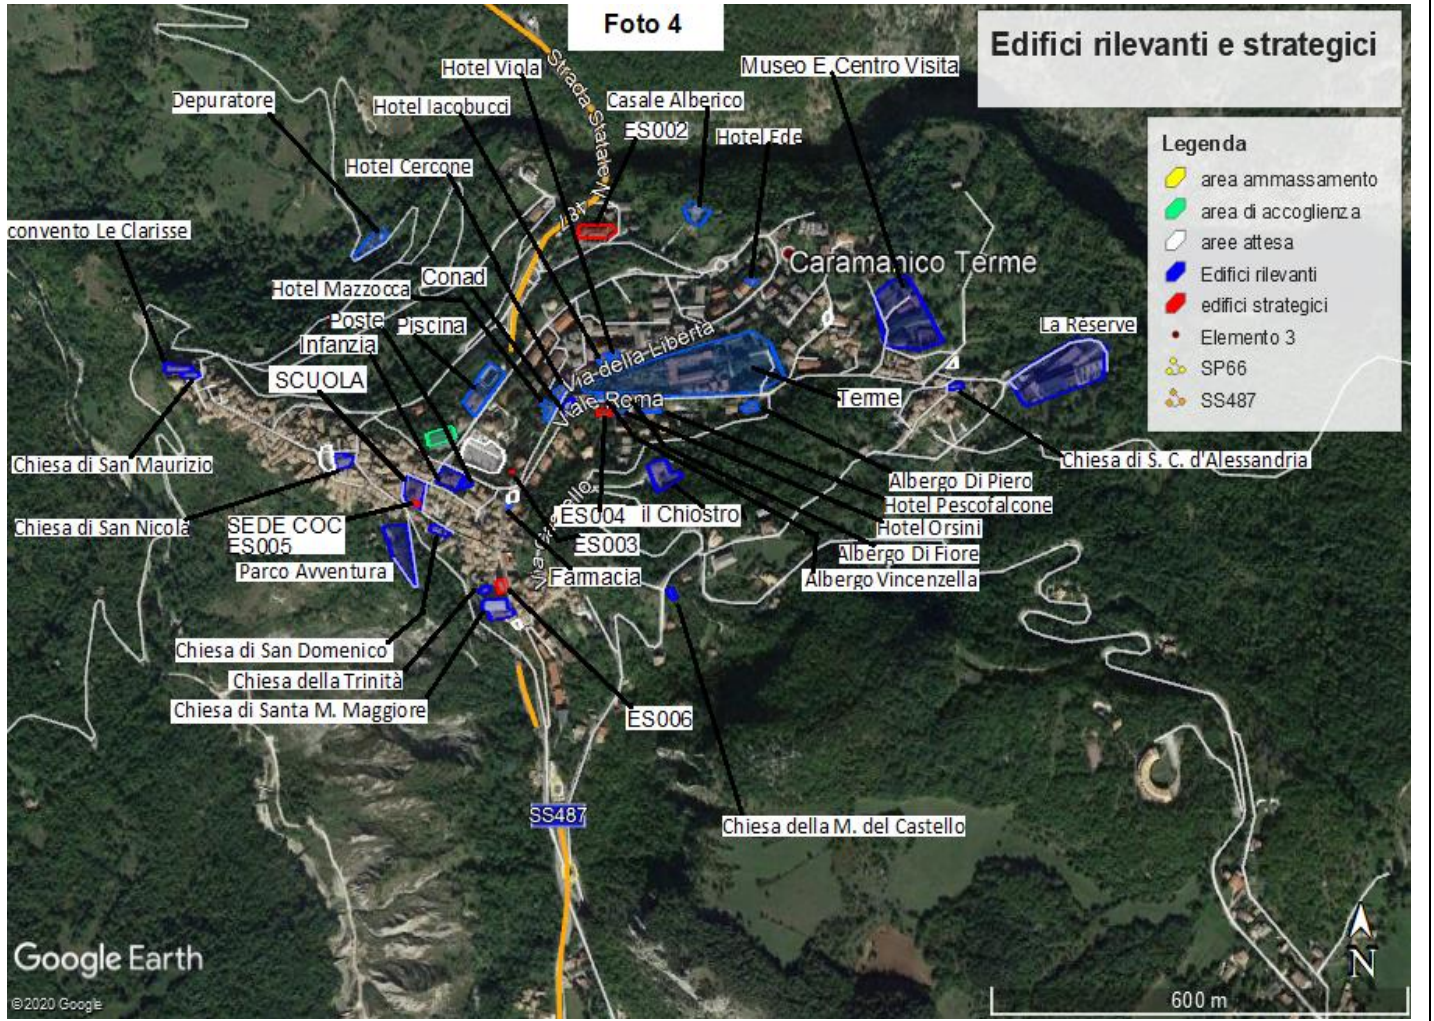 Foto 4
Edifici rilevanti e strategici
Hotel Viola
Museo E Centro Visita
Strada Statale N. 487
Depuratore
Hotel Iacobucci
Casale Alberico
ES002
Hotel Ede
Hotel Cercone
Legenda
area ammassamento
area di accoglienza
aree attesa
Edifici rilevanti
edifici strategici
Elemento 3
SP66
SS487
convento Le Clarisse
Caramanico Terme
Conad
Hotel Mazzocca
Poste
Piscina
Infanzia
La Réserve
Via della Libertà
SCUOLA
Viale Roma
Terme
Chiesa di San Maurizio
Chiesa di S. C. d'Alessandria
Albergo Di Piero
Hotel Pescofalcone
ES004
il Chiostro
Chiesa di San Nicola
SEDE COC
ES005
Hotel Orsini
ES003
Albergo Di Fiore
Parco Avventura
Farmacia
Albergo Vincenzella
Chiesa di San Domenico
Chiesa della Trinità
Chiesa di Santa M. Maggiore
ES006
SS487
Chiesa della M. del Castello
Google Earth
©2020 Google
N
600 m